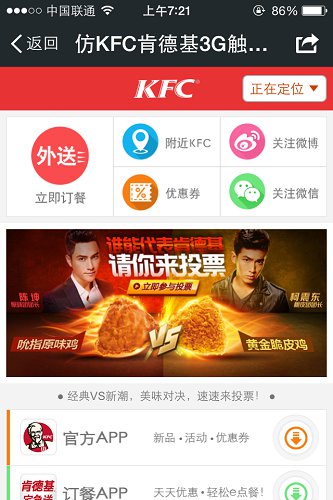 中国联通 上午7:21 86%
返回 仿KFC肯德基3G触...
KFC 正在定位
外送 附近KFC 关注微博
立即订餐 优惠券 关注微信
谁能代表肯德基
请你来投票
立即参与投票
陈坤 柯震东
VS
吮指原味鸡 黄金脆皮鸡
经典VS新潮,美味对决,速速来投票!
KFC 官方APP 新品•活动•优惠券
肯德基
宅急送 订餐APP 天天优惠•轻松e点餐!